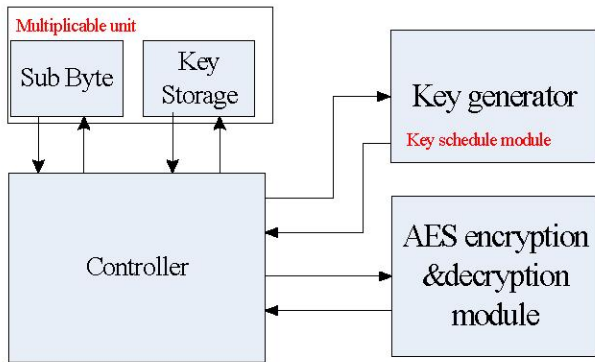 Multiplicable unit
Sub Byte
Key
Storage
Key generator
Key schedule module
Controller
AES encryption
&decryption
module